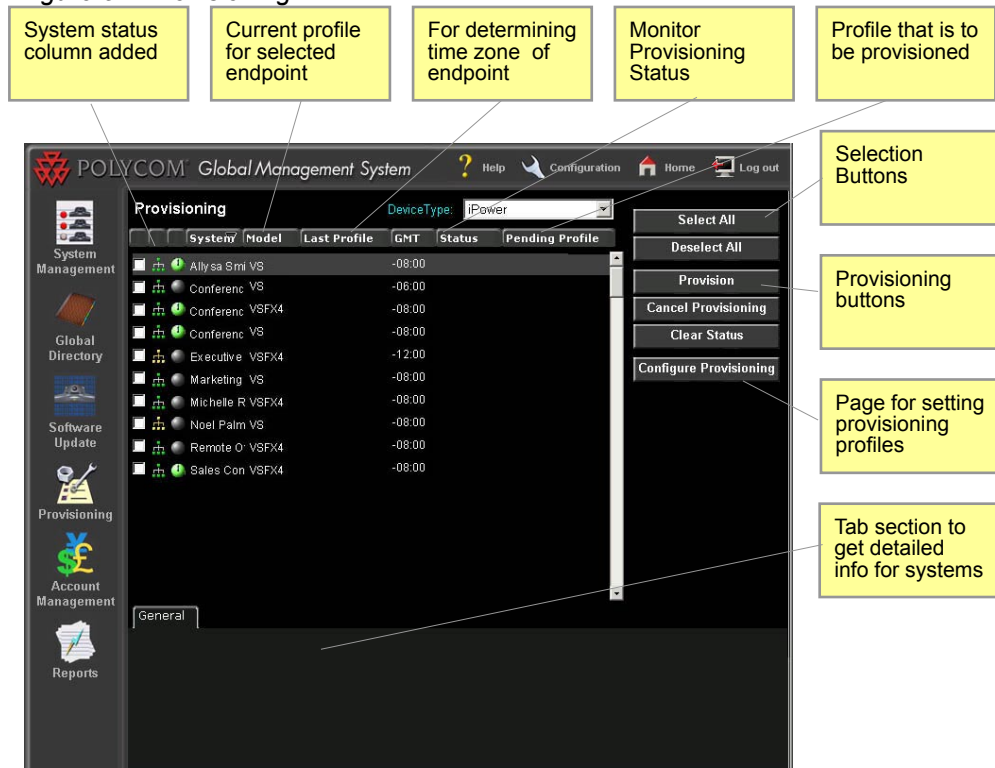 System status
column added
Current profile
for selected
endpoint
For determining
time zone of
endpoint
Monitor
Provisioning
Status
Profile that is to
be provisioned
POLYCOM Global Management System
Help
Configuration
Home
Log out
Selection
Buttons
Provisioning
buttons
Page for setting
provisioning
profiles
Tab section to
get detailed
info for systems
System
Management
Global
Directory
Software
Update
Provisioning
Account
Management
Reports
Provisioning
DeviceType: iPower
System Model Last Profile GMT Status Pending Profile
Allysa Smi VS -08:00
Conferenc VS -06:00
Conferenc VSFX4 -08:00
Conferenc VS -08:00
Executive VSFX4 -12:00
Marketing VS -08:00
Michelle R VSFX4 -08:00
Noel Palm VS -08:00
Remote O VSFX4 -08:00
Sales Con VSFX4 -08:00
General
Select All
Deselect All
Provision
Cancel Provisioning
Clear Status
Configure Provisioning